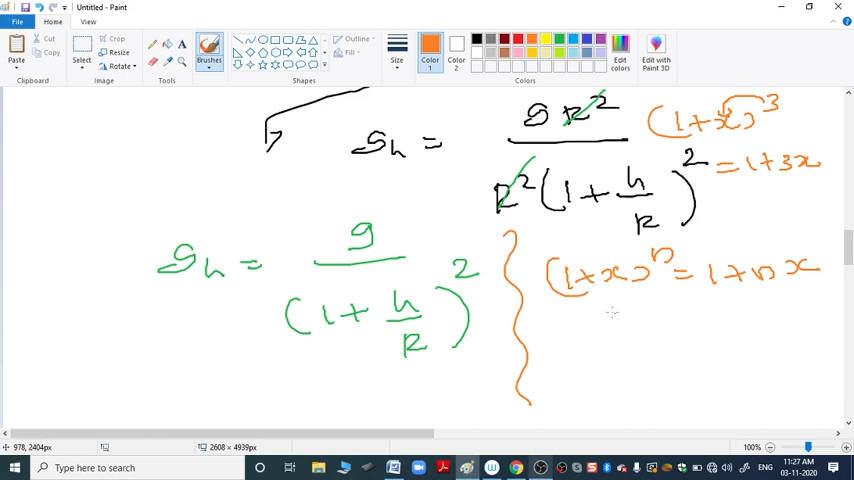 Untitled - Paint
File Home View
Paste Cut Copy
Clipboard
Select Crop Resize Rotate
Image
Tools
Brushes
Outline Fill
Shapes
Size
Color 1 Color 2
Edit colors
Edit with Paint 3D
Colors
g_h = g R² / R²(1 + h/R)²
(1+x)³
= 1+3x
g_h = g / (1 + h/R)²
(1+x)ⁿ = 1+nx
978, 2404px 2608 × 4939px 100%
Type here to search
ENG 11:27 AM 03-11-2020